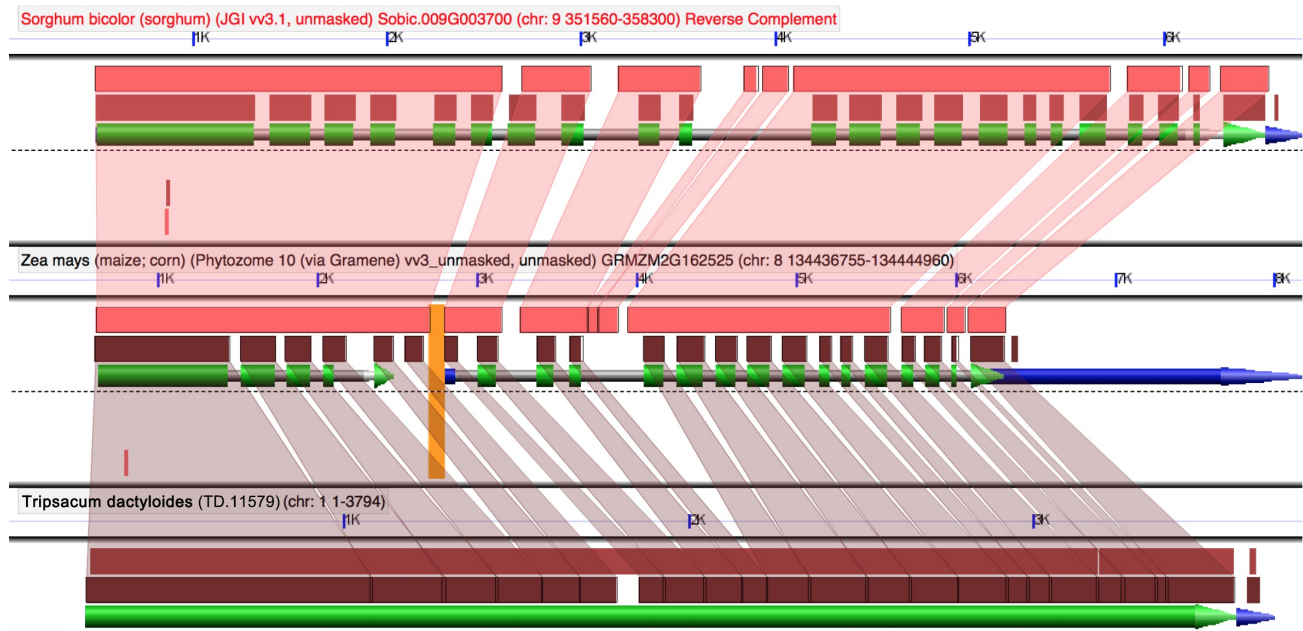 Sorghum bicolor (sorghum) (JGI vv3.1, unmasked) Sobic.009G003700 (chr: 9 351560-358300) Reverse Complement
1K 2K 3K 4K 5K 6K
Zea mays (maize; corn) (Phytozome 10 (via Gramene) vv3_unmasked, unmasked) GRMZM2G162525 (chr: 8 134436755-134444960)
1K 2K 3K 4K 5K 6K 7K 8K
Tripsacum dactyloides (TD.11579) (chr: 1 1-3794)
1K 2K 3K